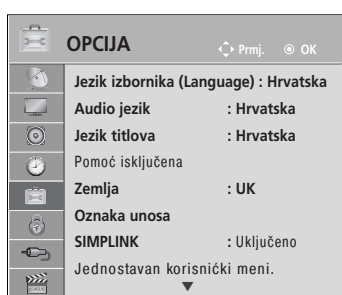 OPCIJA Prmj. OK
Jezik izbornika (Language) : Hrvatska
Audio jezik : Hrvatska
Jezik titlova : Hrvatska
Pomoć isključena
Zemlja : UK
Oznaka unosa
SIMPLINK : Uključeno
Jednostavan korisnićki meni.